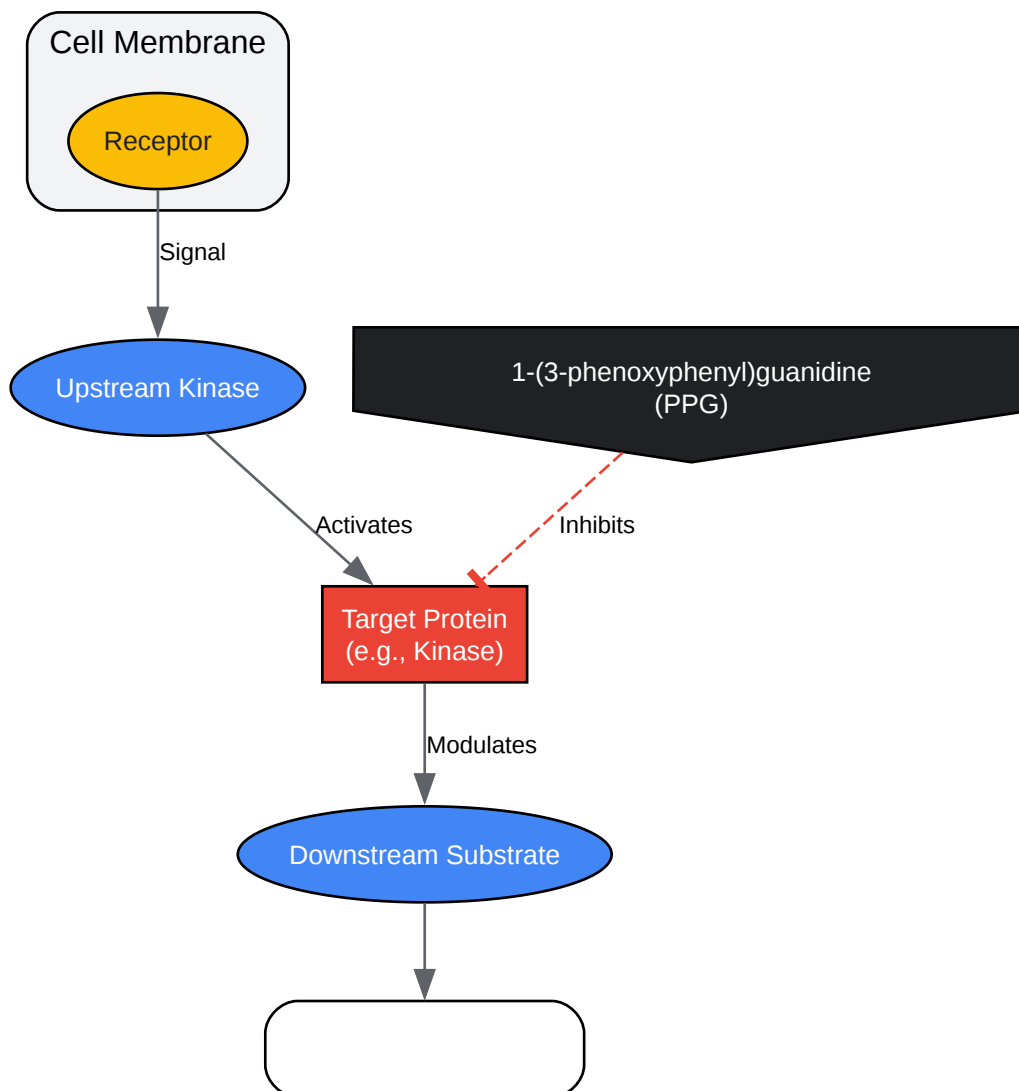 Cell Membrane
Receptor
Signal
Upstream Kinase
1-(3-phenoxyphenyl)guanidine
(PPG)
Activates
Inhibits
Target Protein
(e.g., Kinase)
Modulates
Downstream Substrate